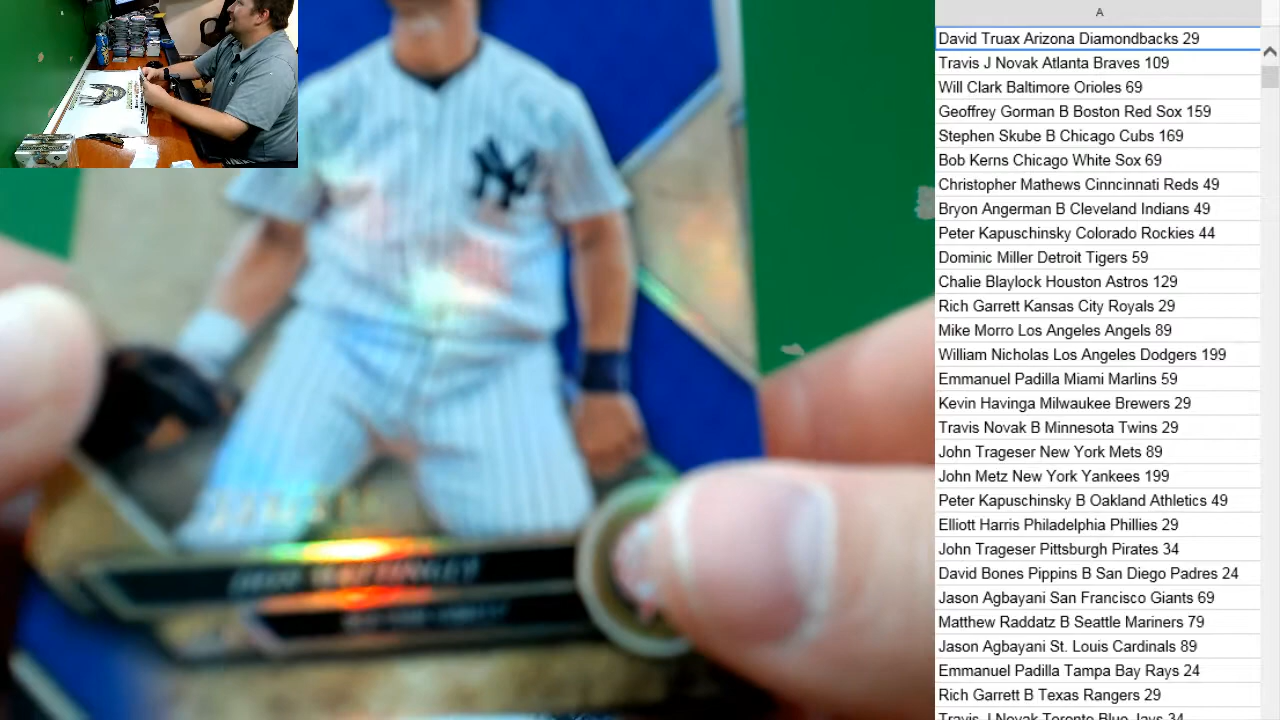 A
David Truax Arizona Diamondbacks 29
Travis J Novak Atlanta Braves 109
Will Clark Baltimore Orioles 69
Geoffrey Gorman B Boston Red Sox 159
Stephen Skube B Chicago Cubs 169
Bob Kerns Chicago White Sox 69
Christopher Mathews Cinncinnati Reds 49
Bryon Angerman B Cleveland Indians 49
Peter Kapuschinsky Colorado Rockies 44
Dominic Miller Detroit Tigers 59
Chalie Blaylock Houston Astros 129
Rich Garrett Kansas City Royals 29
Mike Morro Los Angeles Angels 89
William Nicholas Los Angeles Dodgers 199
Emmanuel Padilla Miami Marlins 59
Kevin Havinga Milwaukee Brewers 29
Travis Novak B Minnesota Twins 29
John Trageser New York Mets 89
John Metz New York Yankees 199
Peter Kapuschinsky B Oakland Athletics 49
Elliott Harris Philadelphia Phillies 29
John Trageser Pittsburgh Pirates 34
David Bones Pippins B San Diego Padres 24
Jason Agbayani San Francisco Giants 69
Matthew Raddatz B Seattle Mariners 79
Jason Agbayani St. Louis Cardinals 89
Emmanuel Padilla Tampa Bay Rays 24
Rich Garrett B Texas Rangers 29
Travis J Novak Toronto Blue Jays 34
NY
MATTINGLY